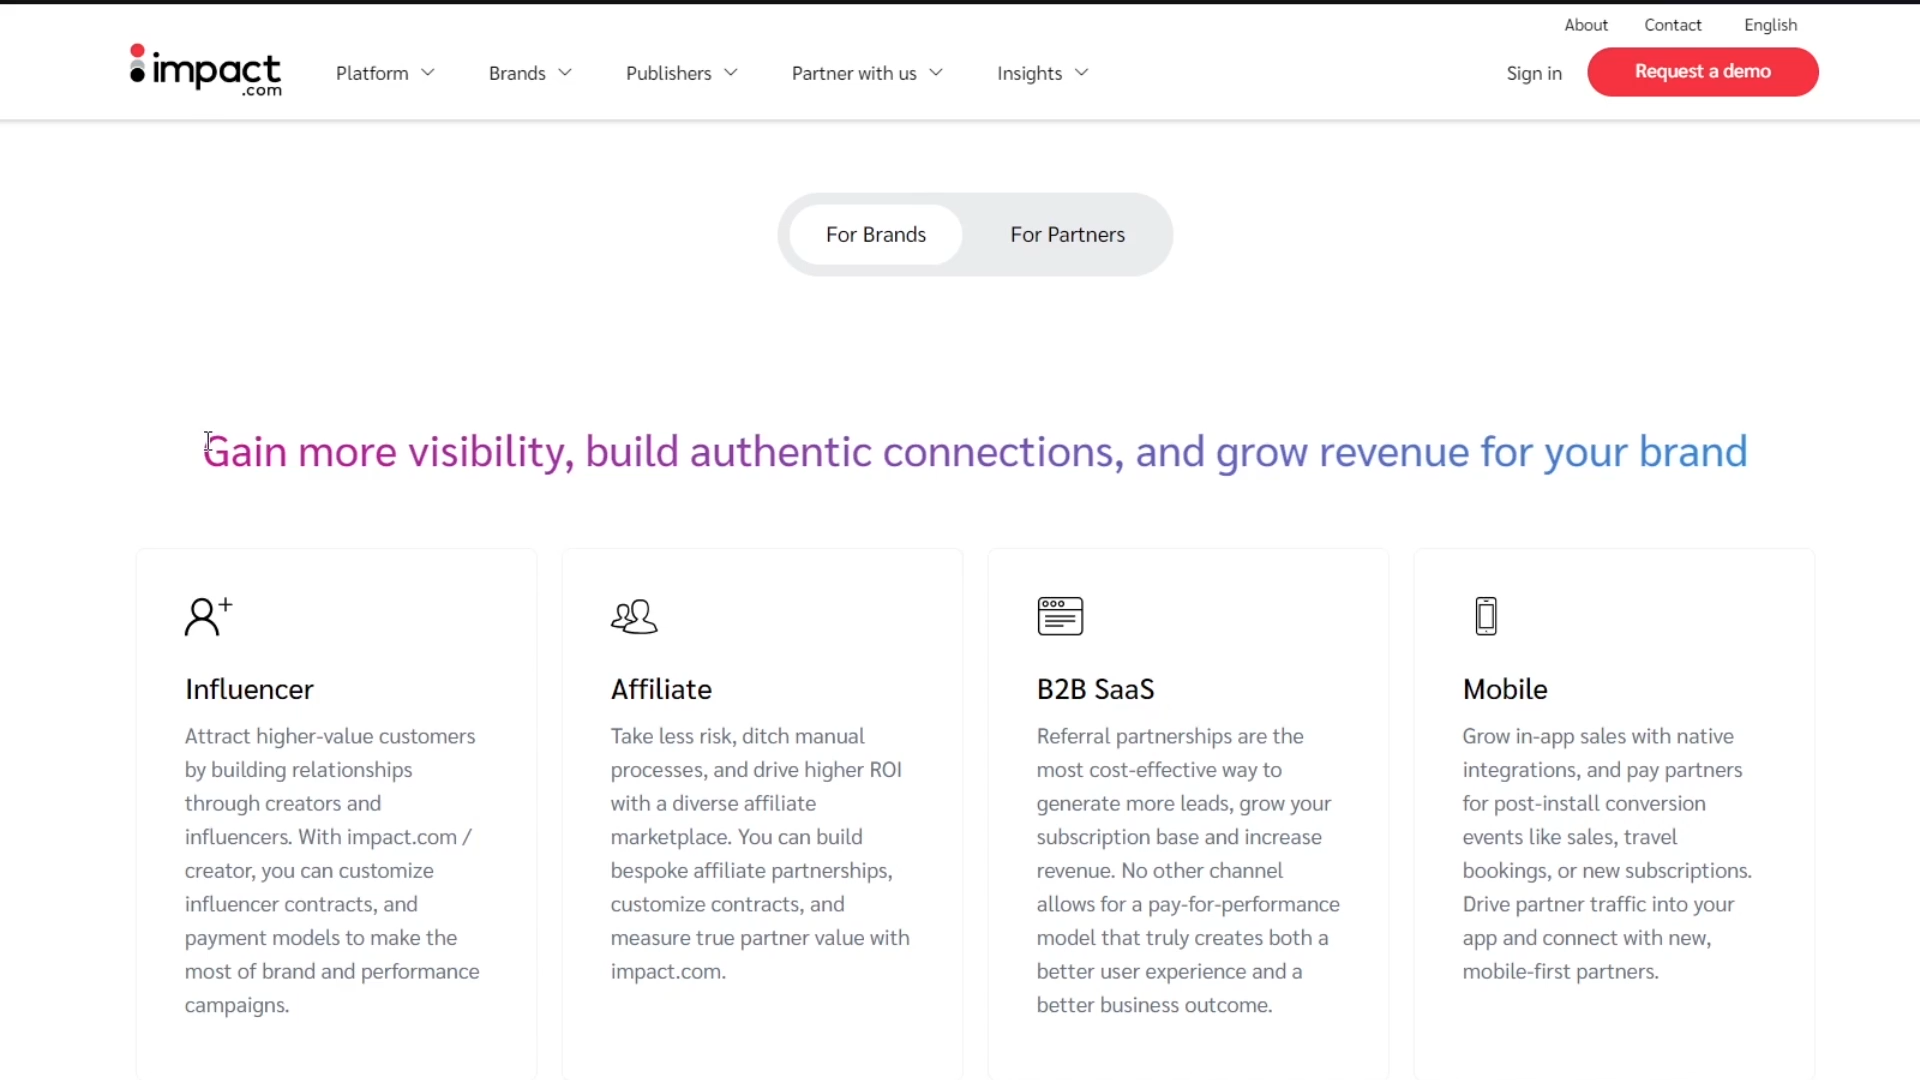 About Contact English
impact
.com
Platform Brands Publishers Partner with us Insights Sign in Request a demo
For Brands For Partners
Gain more visibility, build authentic connections, and grow revenue for your brand
Influencer
Attract higher-value customers
by building relationships
through creators and
influencers. With impact.com /
creator, you can customize
influencer contracts, and
payment models to make the
most of brand and performance
campaigns.
Affiliate
Take less risk, ditch manual
processes, and drive higher ROI
with a diverse affiliate
marketplace. You can build
bespoke affiliate partnerships,
customize contracts, and
measure true partner value with
impact.com.
B2B SaaS
Referral partnerships are the
most cost-effective way to
generate more leads, grow your
subscription base and increase
revenue. No other channel
allows for a pay-for-performance
model that truly creates both a
better user experience and a
better business outcome.
Mobile
Grow in-app sales with native
integrations, and pay partners
for post-install conversion
events like sales, travel
bookings, or new subscriptions.
Drive partner traffic into your
app and connect with new,
mobile-first partners.